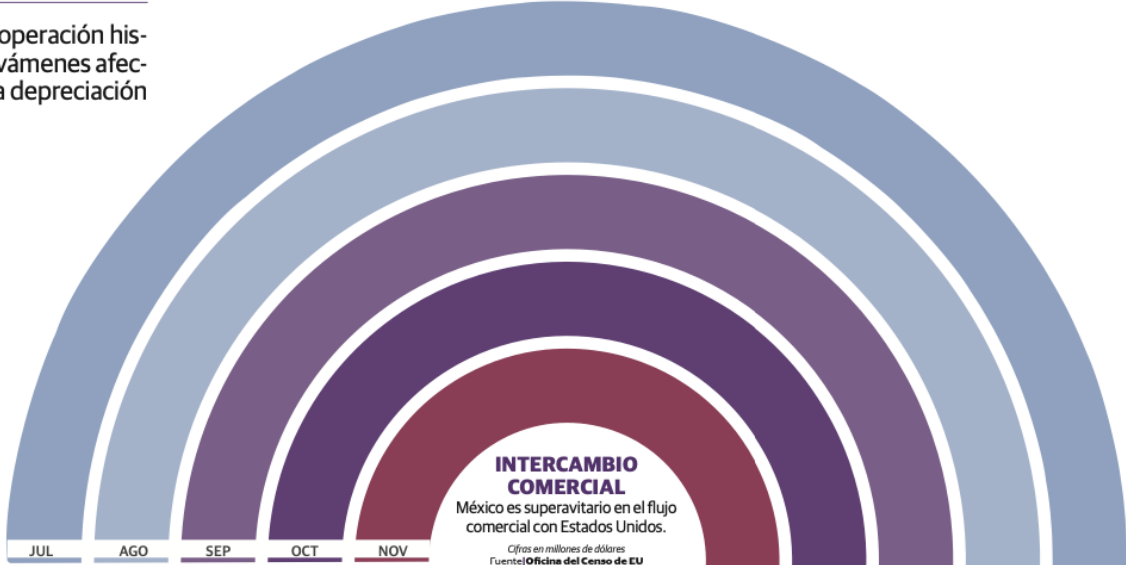 operación his-
vámenes afec-
a depreciación
INTERCAMBIO
COMERCIAL
México es superavitario en el flujo
comercial con Estados Unidos.
Cifras en millones de dólares
Fuente|Oficina del Censo de EU
JUL AGO SEP OCT NOV